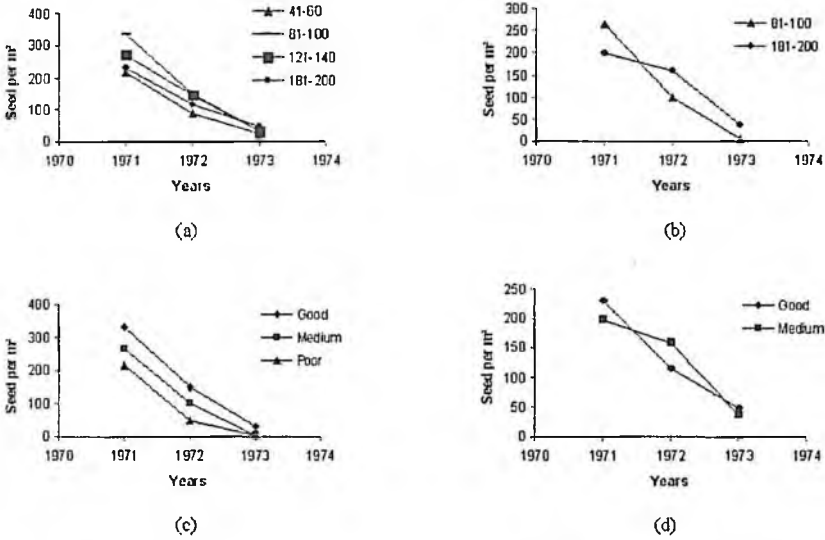 41-60
81-100
121-140
181-200
Seed per m²
400
300
200
100
0
1970 1971 1972 1973 1974
Years
(a)
81-100
181-200
Seed per m²
300
250
200
150
100
50
0
1970 1971 1972 1973 1974
Years
(b)
Good
Medium
Poor
Seed per m²
400
300
200
100
0
1970 1971 1972 1973 1974
Years
(c)
Good
Medium
Seed per m²
250
200
150
100
50
0
1970 1971 1972 1973 1974
Years
(d)